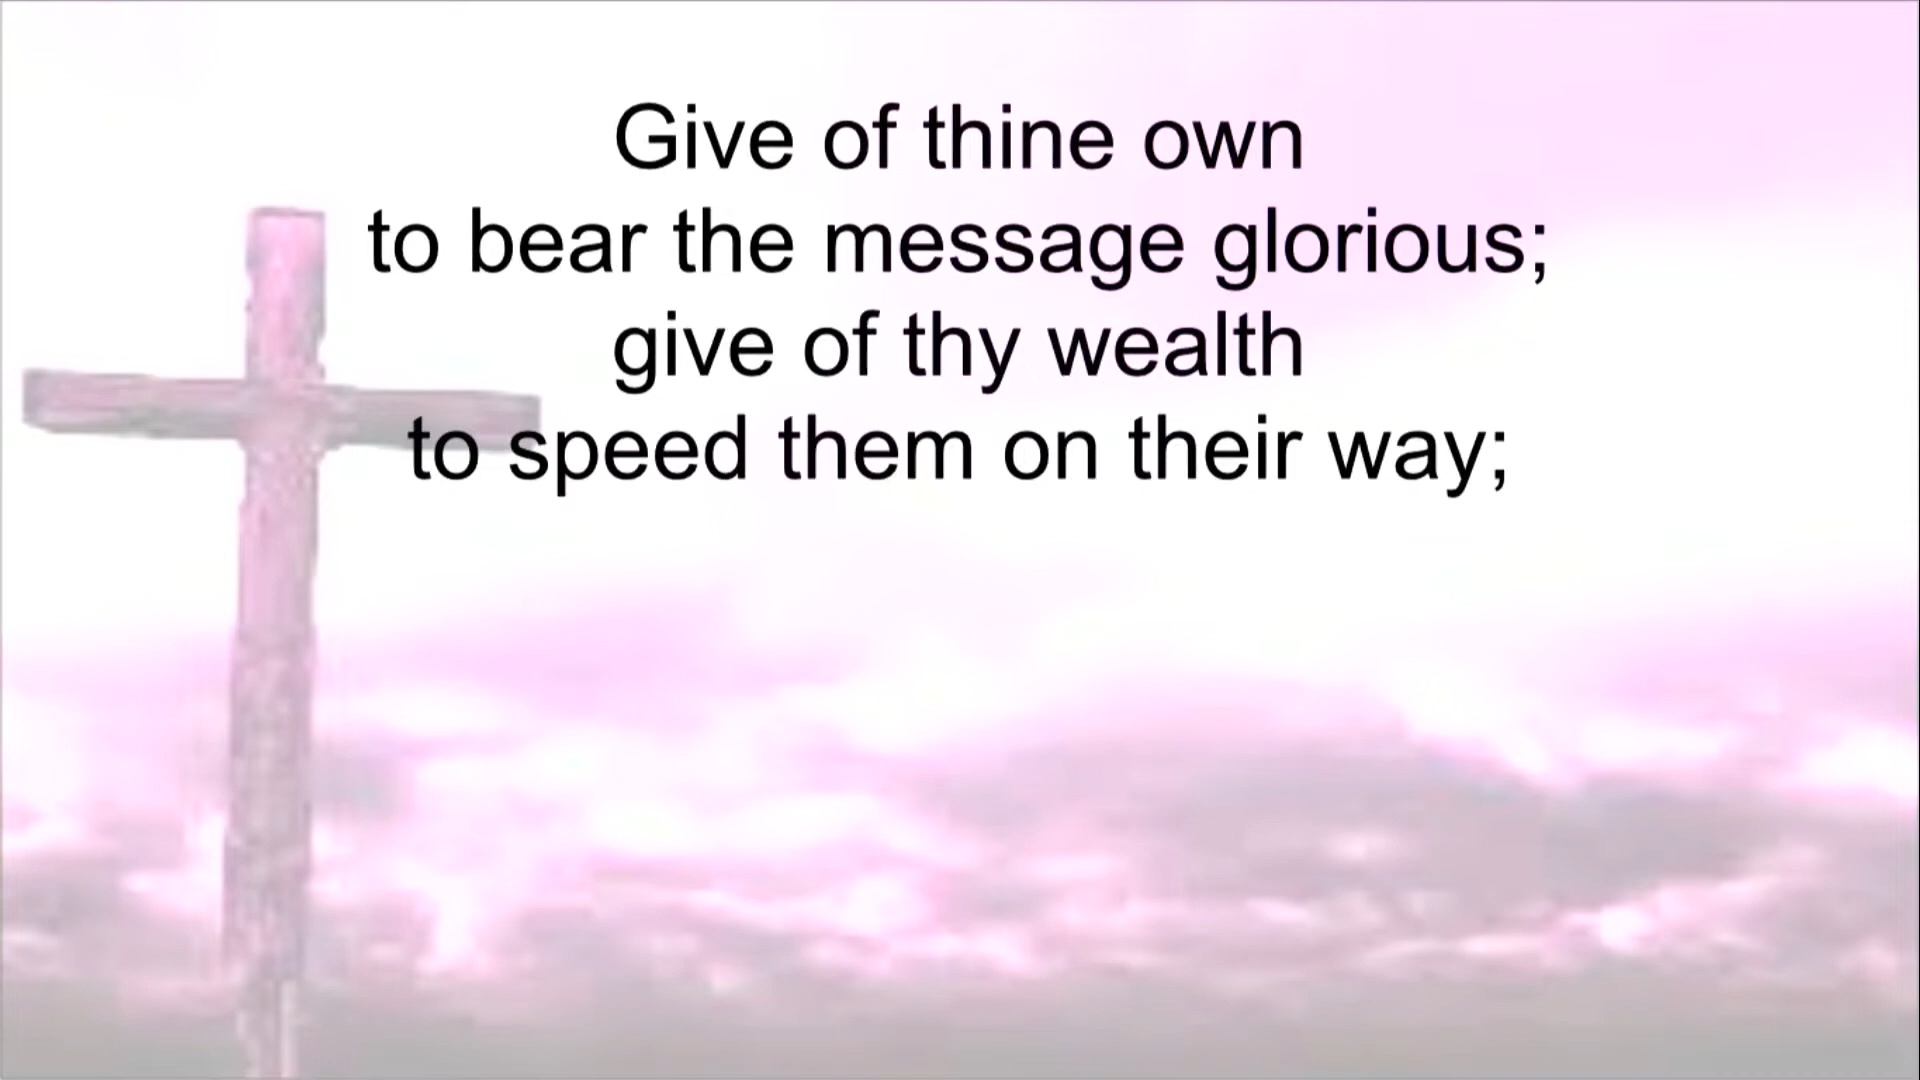 Give of thine own
to bear the message glorious;
give of thy wealth
to speed them on their way;